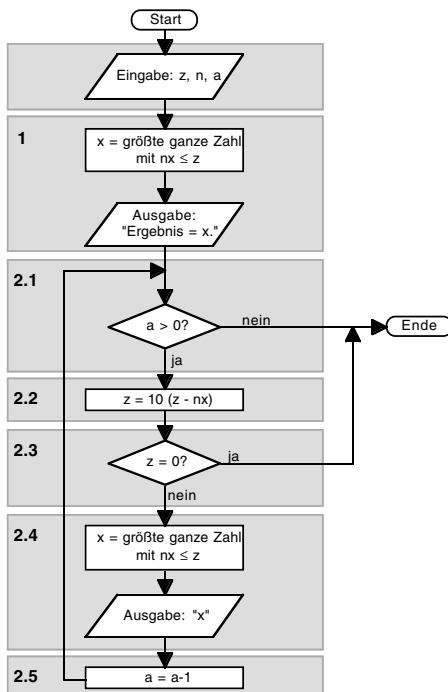 Start
Eingabe: z, n, a
1
x = größte ganze Zahl
mit nx ≤ z
Ausgabe:
"Ergebnis = x."
2.1
a > 0?
nein
Ende
ja
2.2
z = 10 (z - nx)
2.3
z = 0?
ja
nein
2.4
x = größte ganze Zahl
mit nx ≤ z
Ausgabe: "x"
2.5
a = a-1